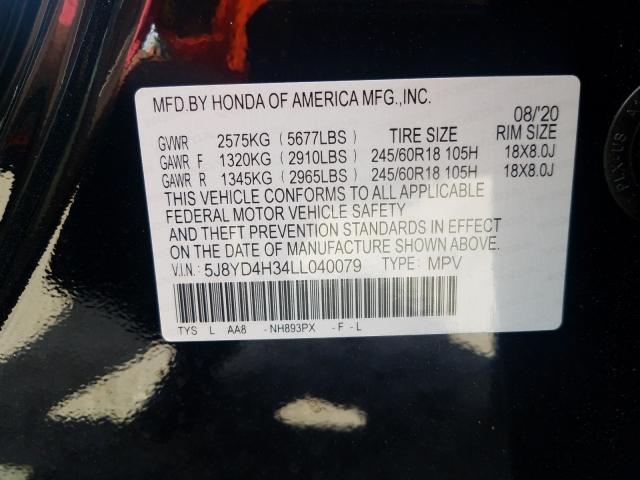 MFD.BY HONDA OF AMERICA MFG.,INC.
08/'20
GVWR 2575KG (5677LBS) TIRE SIZE RIM SIZE
GAWR F 1320KG (2910LBS) 245/60R18 105H 18X8.0J
GAWR R 1345KG (2965LBS) 245/60R18 105H 18X8.0J
THIS VEHICLE CONFORMS TO ALL APPLICABLE
FEDERAL MOTOR VEHICLE SAFETY
AND THEFT PREVENTION STANDARDS IN EFFECT
ON THE DATE OF MANUFACTURE SHOWN ABOVE.
V.I.N.: 5J8YD4H34LL040079 TYPE: MPV
TYS L AA8 -NH893PX -F-L
PLX-US